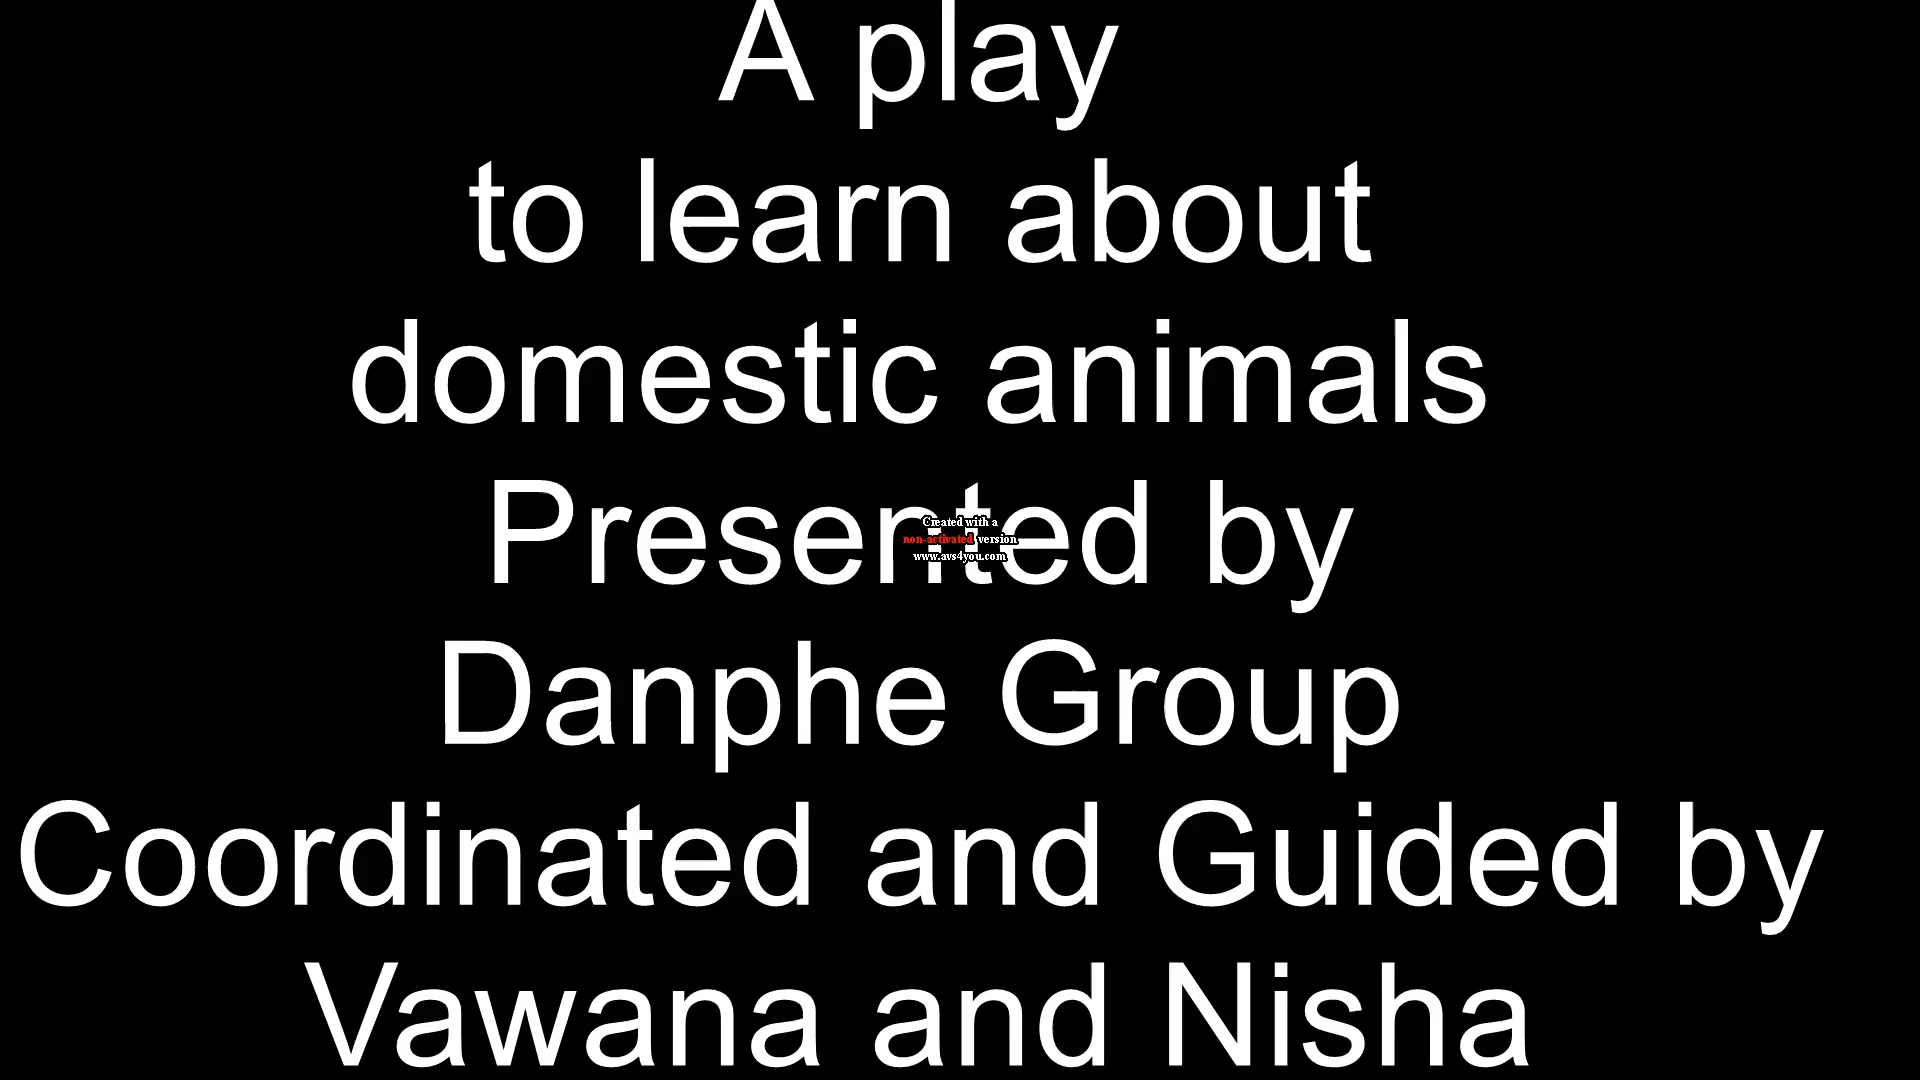 A play
to learn about
domestic animals
Presented by
Created with a
non-activated version
www.avs4you.com
Danphe Group
Coordinated and Guided by
Vawana and Nisha